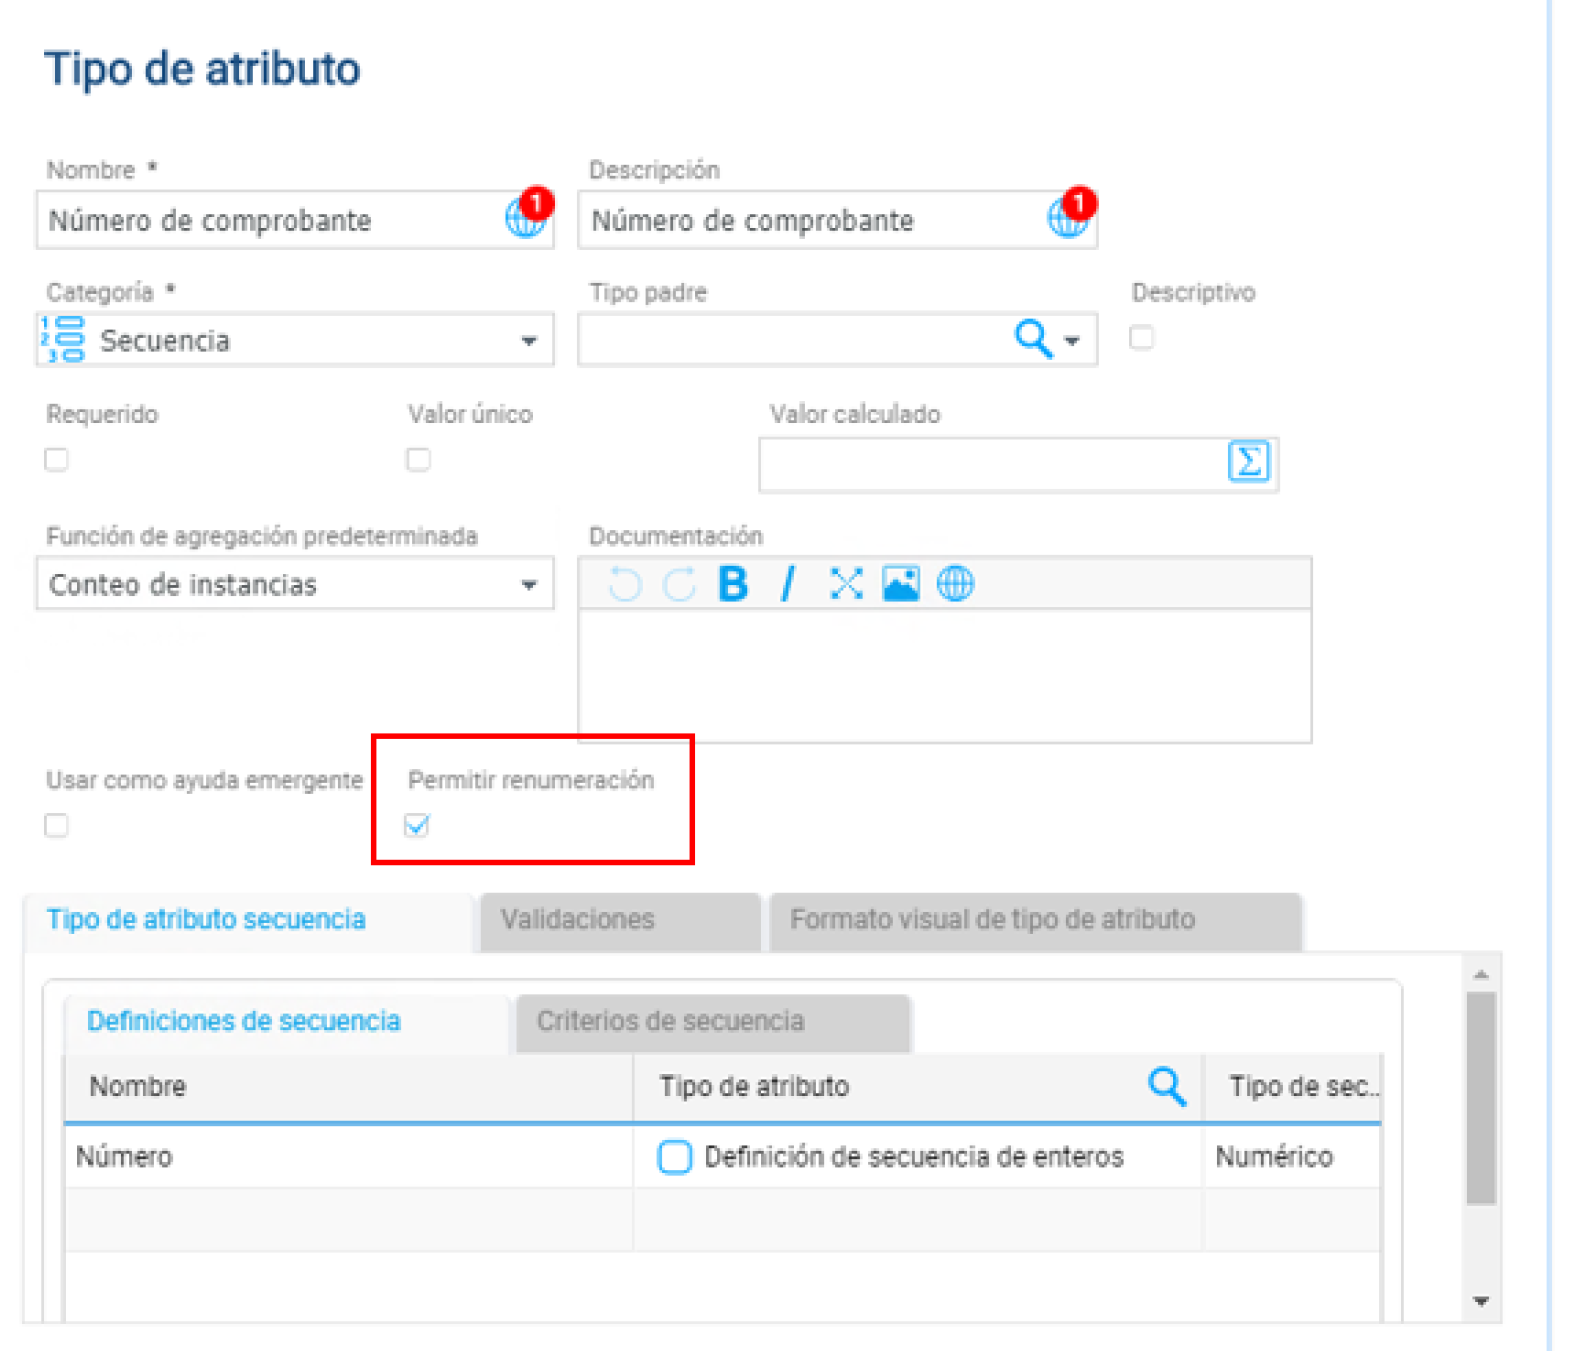 Tipo de atributo
Nombre * Descripción
Número de comprobante 1 Número de comprobante 1
Categoría * Tipo padre Descriptivo
1 2 3 Secuencia
Requerido Valor único Valor calculado
Σ
Función de agregación predeterminada Documentación
Conteo de instancias B I
Usar como ayuda emergente Permitir renumeración
Tipo de atributo secuencia Validaciones Formato visual de tipo de atributo
Definiciones de secuencia Criterios de secuencia
Nombre Tipo de atributo Tipo de sec..
Número Definición de secuencia de enteros Numérico